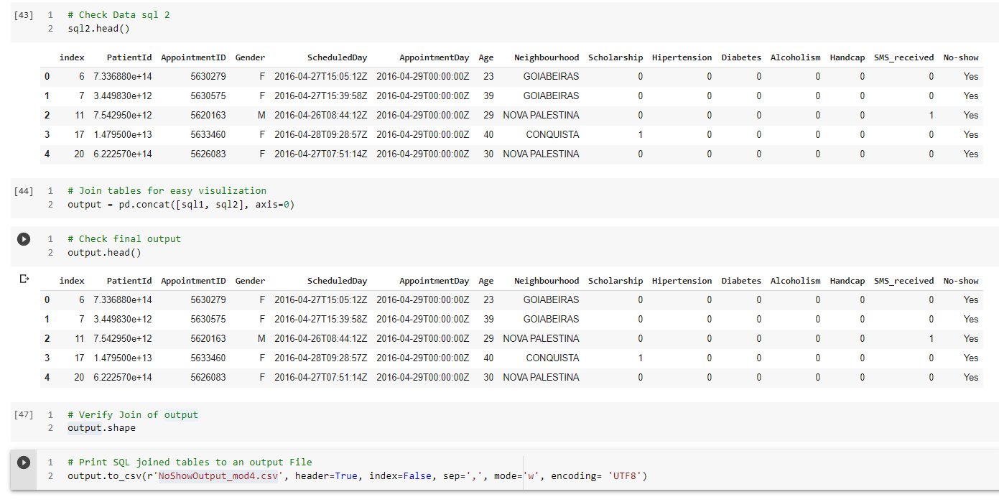 [43] 1 # Check Data sql 2
2 sql2.head()
index PatientId AppointmentID Gender ScheduledDay AppointmentDay Age Neighbourhood Scholarship Hipertension Diabetes Alcoholism Handcap SMS_received No-show
0 6 7.336880e+14 5630279 F 2016-04-27T15:05:12Z 2016-04-29T00:00:00Z 23 GOIABEIRAS 0 0 0 0 0 0 Yes
1 7 3.449830e+12 5630575 F 2016-04-27T15:39:58Z 2016-04-29T00:00:00Z 39 GOIABEIRAS 0 0 0 0 0 0 Yes
2 11 7.542950e+12 5620163 M 2016-04-26T08:44:12Z 2016-04-29T00:00:00Z 29 NOVA PALESTINA 0 0 0 0 0 1 Yes
3 17 1.479500e+13 5633460 F 2016-04-28T09:28:57Z 2016-04-29T00:00:00Z 40 CONQUISTA 1 0 0 0 0 0 Yes
4 20 6.222570e+14 5626083 F 2016-04-27T07:51:14Z 2016-04-29T00:00:00Z 30 NOVA PALESTINA 0 0 0 0 0 0 Yes
[44] 1 # Join tables for easy visulization
2 output = pd.concat([sql1, sql2], axis=0)
1 # Check final output
2 output.head()
index PatientId AppointmentID Gender ScheduledDay AppointmentDay Age Neighbourhood Scholarship Hipertension Diabetes Alcoholism Handcap SMS_received No-show
0 6 7.336880e+14 5630279 F 2016-04-27T15:05:12Z 2016-04-29T00:00:00Z 23 GOIABEIRAS 0 0 0 0 0 0 Yes
1 7 3.449830e+12 5630575 F 2016-04-27T15:39:58Z 2016-04-29T00:00:00Z 39 GOIABEIRAS 0 0 0 0 0 0 Yes
2 11 7.542950e+12 5620163 M 2016-04-26T08:44:12Z 2016-04-29T00:00:00Z 29 NOVA PALESTINA 0 0 0 0 0 1 Yes
3 17 1.479500e+13 5633460 F 2016-04-28T09:28:57Z 2016-04-29T00:00:00Z 40 CONQUISTA 1 0 0 0 0 0 Yes
4 20 6.222570e+14 5626083 F 2016-04-27T07:51:14Z 2016-04-29T00:00:00Z 30 NOVA PALESTINA 0 0 0 0 0 0 Yes
[47] 1 # Verify Join of output
2 output.shape
1 # Print SQL joined tables to an output File
2 output.to_csv(r'NoShowOutput_mod4.csv', header=True, index=False, sep=',', mode='w', encoding= 'UTF8')